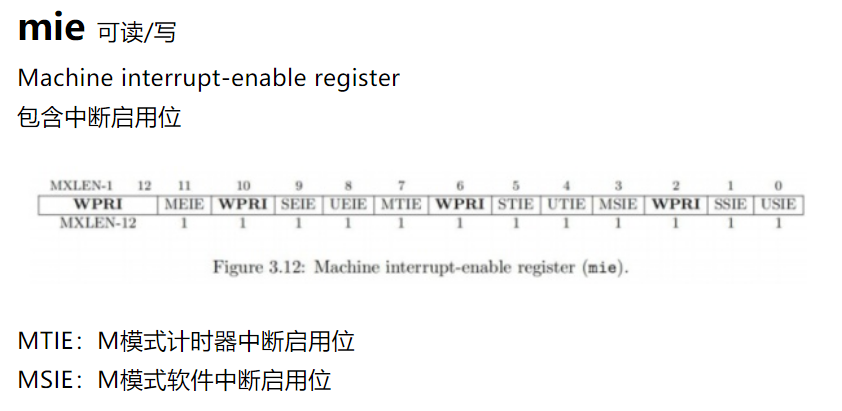 mie 可读/写
Machine interrupt-enable register
包含中断启用位
MXLEN-1 12 11 10 9 8 7 6 5 4 3 2 1 0
WPRI MEIE WPRI SEIE UEIE MTIE WPRI STIE UTIE MSIE WPRI SSIE USIE
MXLEN-12 1 1 1 1 1 1 1 1 1 1 1 1
Figure 3.12: Machine interrupt-enable register (mie).
MTIE：M模式计时器中断启用位
MSIE：M模式软件中断启用位